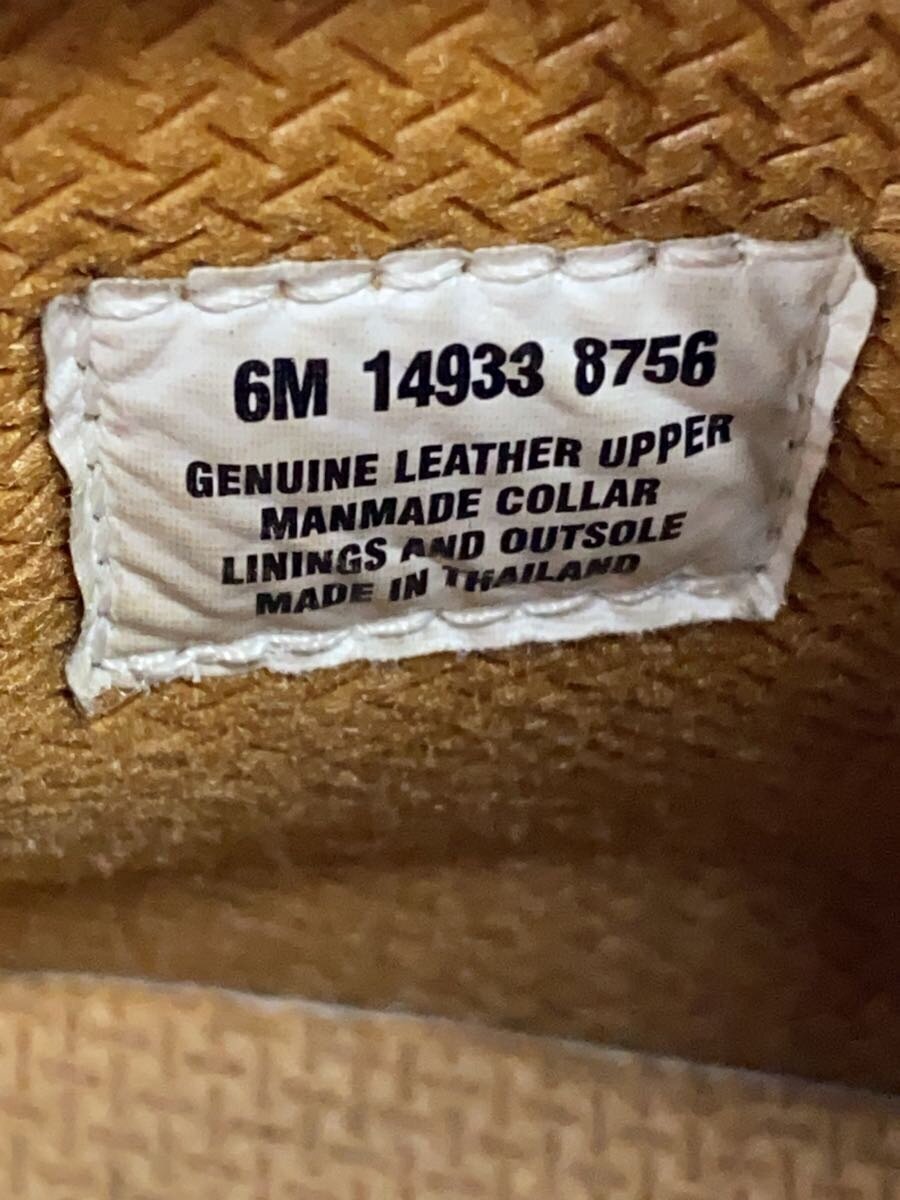 6M 14933 8756
GENUINE LEATHER UPPER
MANMADE COLLAR
LININGS AND OUTSOLE
MADE IN THAILAND